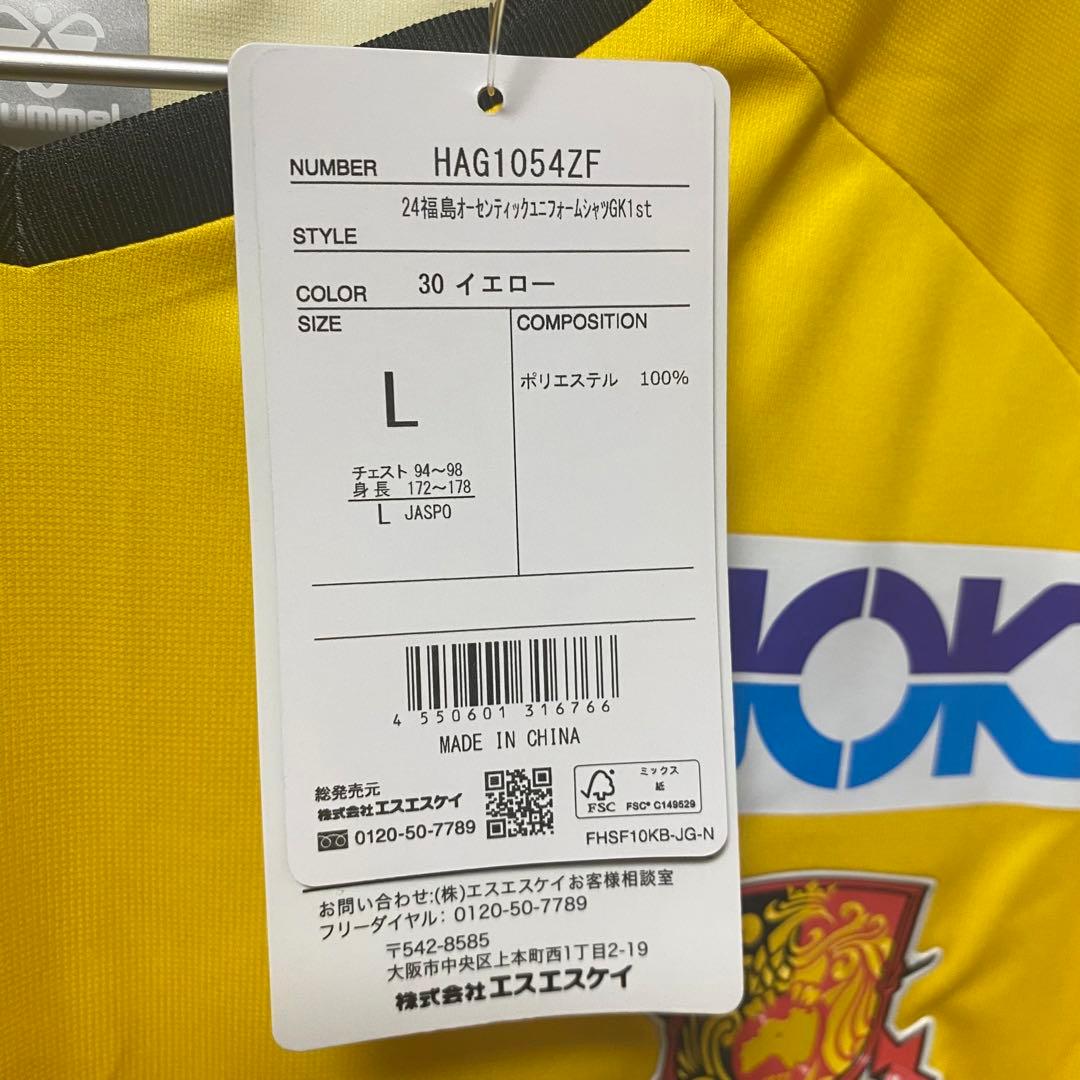 hummel
NUMBER HAG1054ZF
24福島オーセンティックユニフォームシャツGK1st
STYLE
COLOR 30 イエロー
SIZE
COMPOSITION
L
ポリエステル 100%
チェスト 94～98
身長 172～178
L JASPO
4 550601 316766
MADE IN CHINA
総発売元
株式会社エスエスケイ
0120-50-7789
ミックス
紙
FSC
FSC® C149529
FHSF10KB-JG-N
お問い合わせ:(株)エスエスケイお客様相談室
フリーダイヤル: 0120-50-7789
〒542-8585
大阪市中央区上本町西1丁目2-19
株式会社エスエスケイ